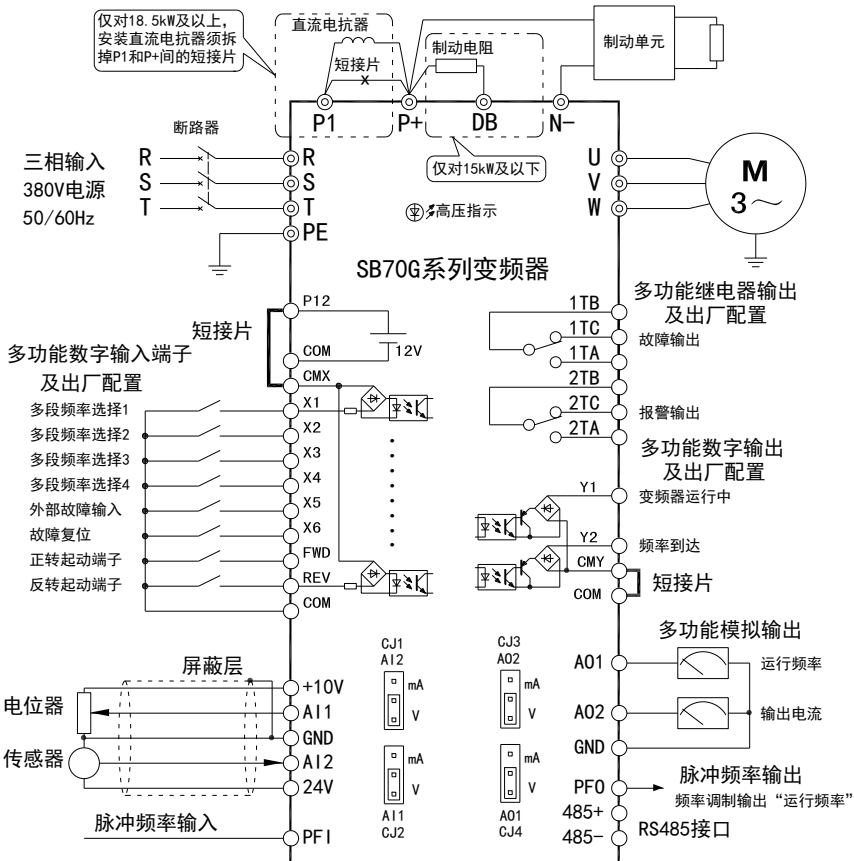 仅对18.5kW及以上,
安装直流电抗器须拆
掉P1和P+间的短接片
直流电抗器
短接片
x
制动电阻
制动单元
P1
P+
DB
N-
仅对15kW及以下
断路器
三相输入
380V电源
50/60Hz
R
S
T
R
S
T
PE
高压指示
U
V
W
M
3～
SB70G系列变频器
P12
12V
短接片
COM
CMX
多功能数字输入端子
及出厂配置
多段频率选择1
X1
多段频率选择2
X2
多段频率选择3
X3
多段频率选择4
X4
外部故障输入
X5
故障复位
X6
正转起动端子
FWD
反转起动端子
REV
COM
多功能继电器输出
及出厂配置
1TB
1TC
故障输出
1TA
2TB
2TC
报警输出
2TA
多功能数字输出
及出厂配置
Y1
变频器运行中
Y2
频率到达
CMY
短接片
COM
屏蔽层
电位器
传感器
+10V
AI1
GND
AI2
24V
脉冲频率输入
PFI
CJ1
AI2
mA
V
mA
V
AI1
CJ2
CJ3
AO2
mA
V
mA
V
AO1
CJ4
多功能模拟输出
AO1
运行频率
AO2
输出电流
GND
PFO
脉冲频率输出
频率调制输出“运行频率”
485+
485-
RS485接口